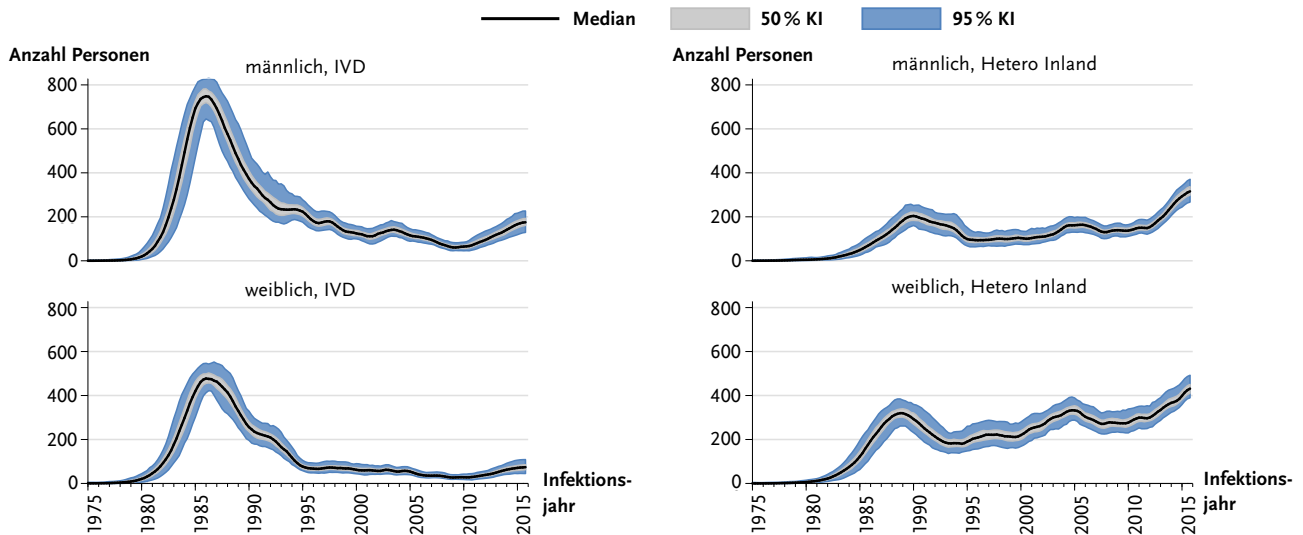 Median 50 % KI 95 % KI
Anzahl Personen
männlich, IVD
800
600
400
200
0
Anzahl Personen
männlich, Hetero Inland
800
600
400
200
0
weiblich, IVD
800
600
400
200
0
1975 1980 1985 1990 1995 2000 2005 2010 2015
Infektions-
jahr
weiblich, Hetero Inland
800
600
400
200
0
1975 1980 1985 1990 1995 2000 2005 2010 2015
Infektions-
jahr